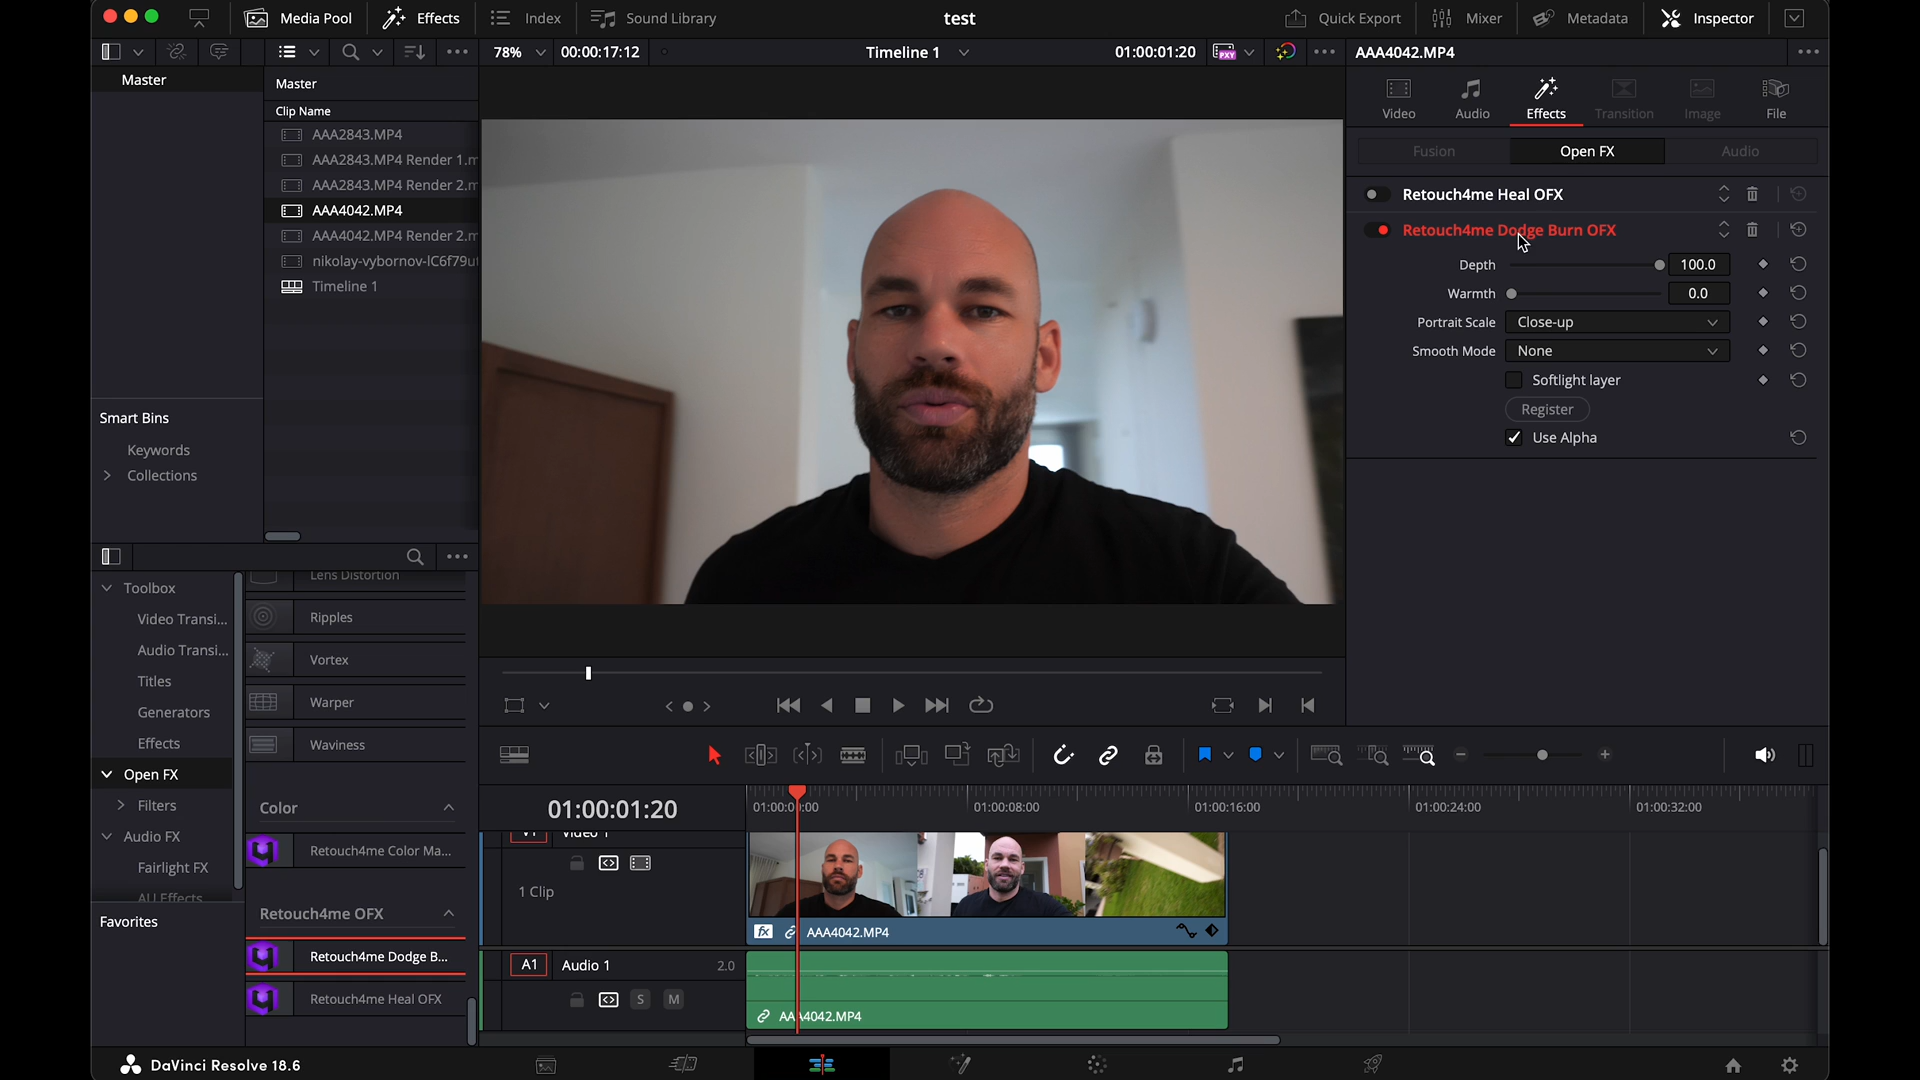 Media Pool
Effects
Index
Sound Library
test
Quick Export
Mixer
Metadata
Inspector
78%
00:00:17:12
Timeline 1
01:00:01:20
PXY
AAA4042.MP4
Master
Master
Clip Name
AAA2843.MP4
AAA2843.MP4 Render 1.m
AAA2843.MP4 Render 2.m
AAA4042.MP4
AAA4042.MP4 Render 2.m
nikolay-vybornov-lC6f79u
Timeline 1
Video
Audio
Effects
Transition
Image
File
Fusion
Open FX
Audio
Retouch4me Heal OFX
Retouch4me Dodge Burn OFX
Depth
100.0
Warmth
0.0
Portrait Scale
Close-up
Smooth Mode
None
Softlight layer
Register
Use Alpha
Smart Bins
Keywords
Collections
Toolbox
Video Transi...
Audio Transi...
Titles
Generators
Effects
Open FX
Filters
Audio FX
Fairlight FX
All Effects
Favorites
Lens Distortion
Ripples
Vortex
Warper
Waviness
Color
Retouch4me Color Ma...
Retouch4me OFX
Retouch4me Dodge B...
Retouch4me Heal OFX
01:00:01:20
01:00:00:00
01:00:08:00
01:00:16:00
01:00:24:00
01:00:32:00
V1
Video 1
1 Clip
fx
AAA4042.MP4
A1
Audio 1
2.0
S
M
AAA4042.MP4
DaVinci Resolve 18.6